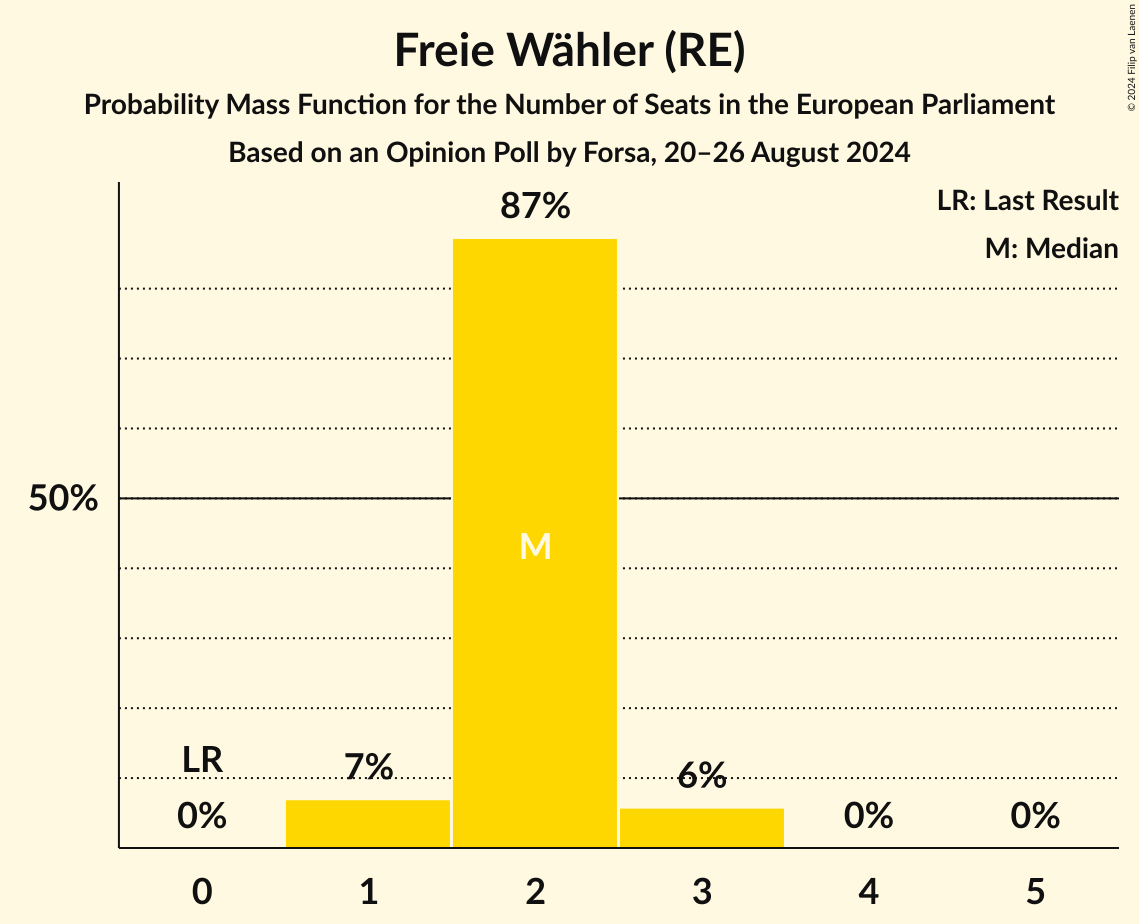 Freie Wähler (RE)
Probability Mass Function for the Number of Seats in the European Parliament
Based on an Opinion Poll by Forsa, 20–26 August 2024
© 2024 Filip van Laenen
LR: Last Result
M: Median
87%
50%
M
LR
7%
6%
0%
0%
0%
0 1 2 3 4 5